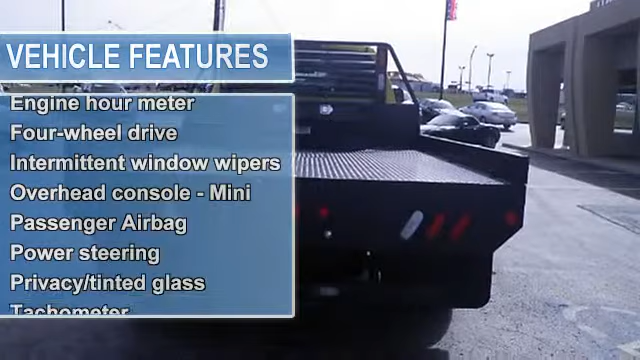 VEHICLE FEATURES
Engine hour meter
Four-wheel drive
Intermittent window wipers
Overhead console - Mini
Passenger Airbag
Power steering
Privacy/tinted glass
Tachometer